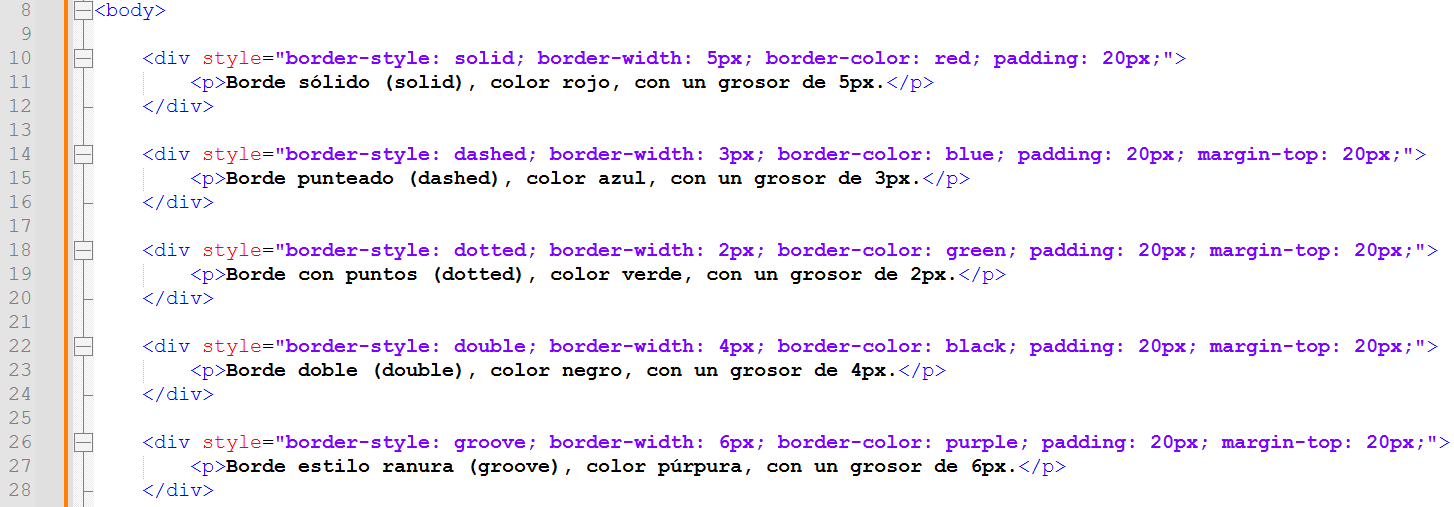 8 <body>
9
10 <div style="border-style: solid; border-width: 5px; border-color: red; padding: 20px;">
11 <p>Borde sólido (solid), color rojo, con un grosor de 5px.</p>
12 </div>
13
14 <div style="border-style: dashed; border-width: 3px; border-color: blue; padding: 20px; margin-top: 20px;">
15 <p>Borde punteado (dashed), color azul, con un grosor de 3px.</p>
16 </div>
17
18 <div style="border-style: dotted; border-width: 2px; border-color: green; padding: 20px; margin-top: 20px;">
19 <p>Borde con puntos (dotted), color verde, con un grosor de 2px.</p>
20 </div>
21
22 <div style="border-style: double; border-width: 4px; border-color: black; padding: 20px; margin-top: 20px;">
23 <p>Borde doble (double), color negro, con un grosor de 4px.</p>
24 </div>
25
26 <div style="border-style: groove; border-width: 6px; border-color: purple; padding: 20px; margin-top: 20px;">
27 <p>Borde estilo ranura (groove), color púrpura, con un grosor de 6px.</p>
28 </div>